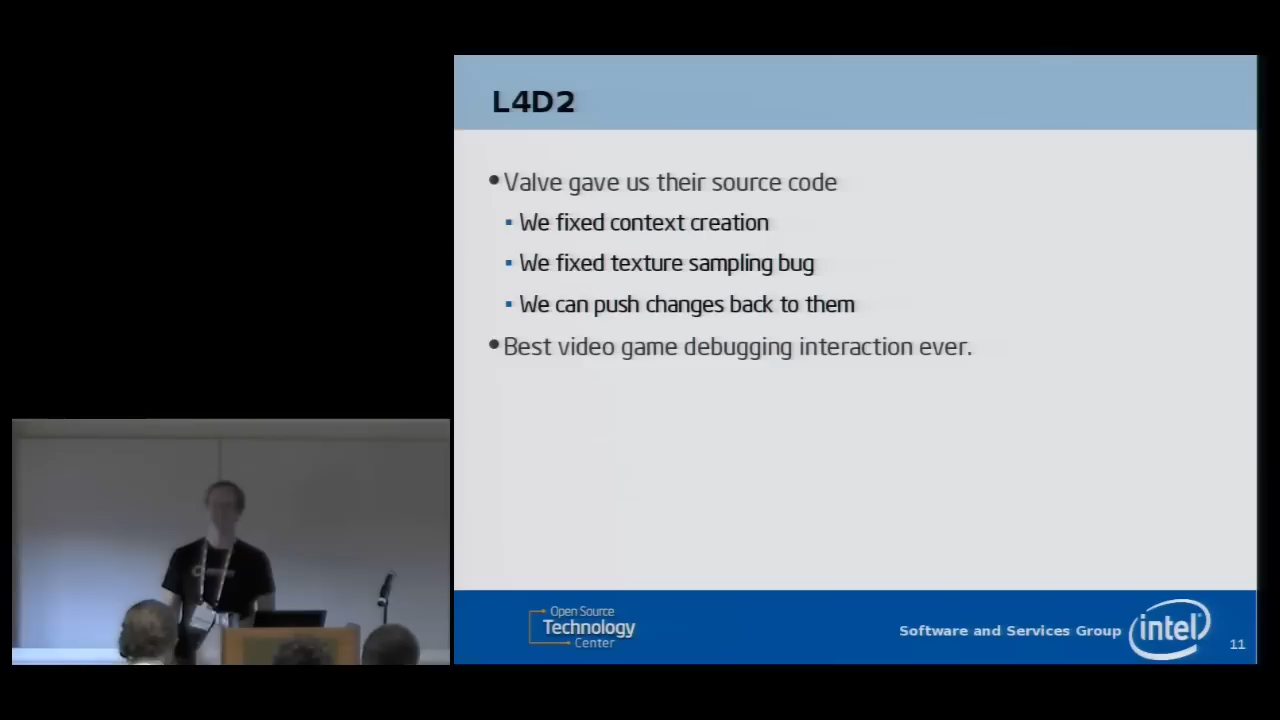 L4D2
•Valve gave us their source code
▪ We fixed context creation
▪ We fixed texture sampling bug
▪ We can push changes back to them
•Best video game debugging interaction ever.
Open Source
Technology
Center
Software and Services Group
intel
11